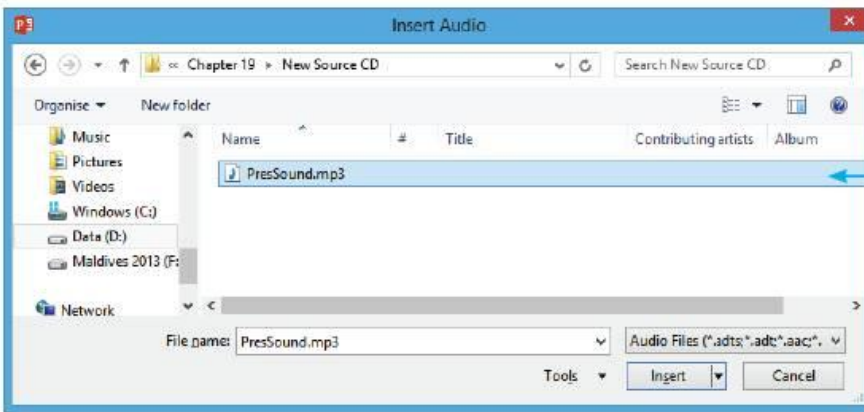 Insert Audio
« Chapter 19 ▸ New Source CD
Search New Source CD
Organise
New folder
Music
Pictures
Videos
Windows (C:)
Data (D:)
Maldives 2013 (F:
Network
Name # Title Contributing artists Album
PresSound.mp3
File name: PresSound.mp3
Audio Files (*.adts;*.adt;*.aac;*.
Tools Insert Cancel